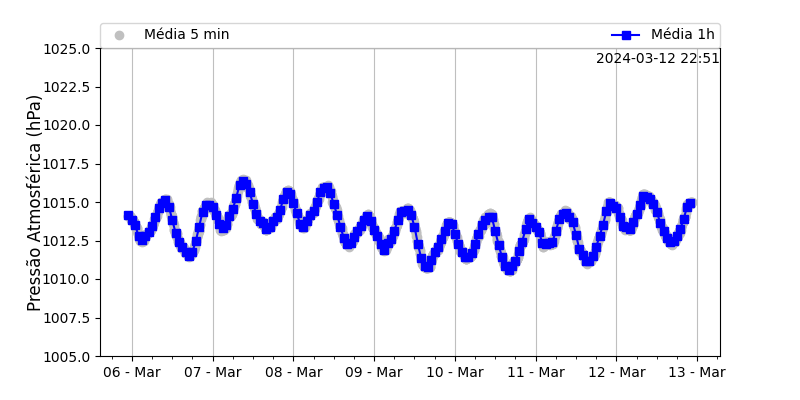 Média 5 min
Média 1h
2024-03-12 22:51
Pressão Atmosférica (hPa)
1025.0
1022.5
1020.0
1017.5
1015.0
1012.5
1010.0
1007.5
1005.0
06 - Mar
07 - Mar
08 - Mar
09 - Mar
10 - Mar
11 - Mar
12 - Mar
13 - Mar